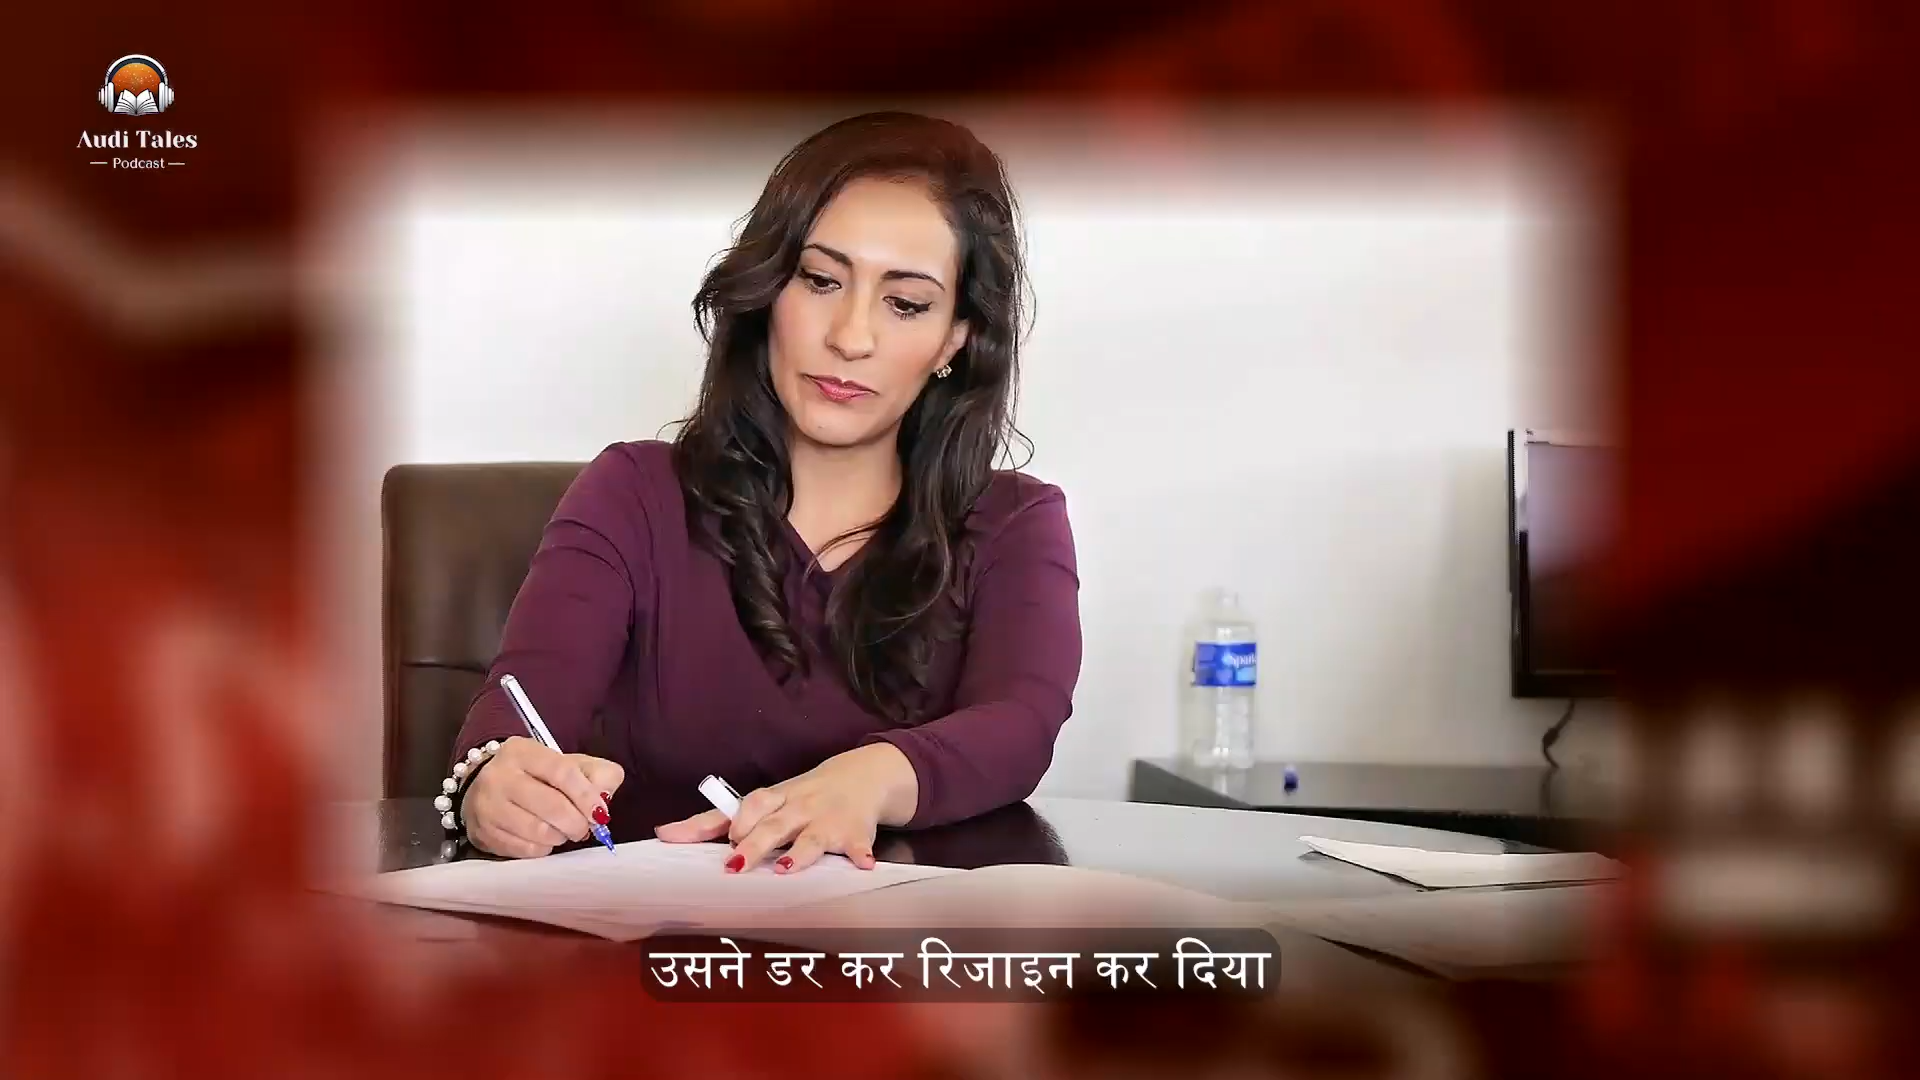 Audi Tales
Podcast
उसने डर कर रिजाइन कर दिया